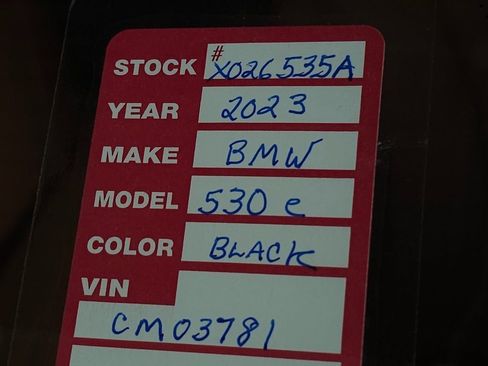 STOCK # X026535A
YEAR 2023
MAKE BMW
MODEL 530e
COLOR BLACK
VIN
CM03781